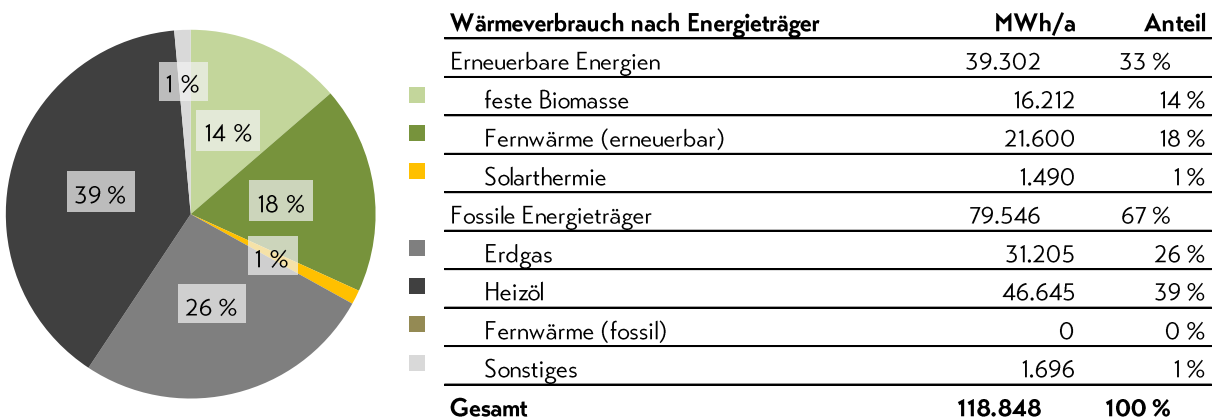 Wärmeverbrauch nach Energieträger MWh/a Anteil
Erneuerbare Energien 39.302 33 %
feste Biomasse 16.212 14 %
Fernwärme (erneuerbar) 21.600 18 %
Solarthermie 1.490 1 %
Fossile Energieträger 79.546 67 %
Erdgas 31.205 26 %
Heizöl 46.645 39 %
Fernwärme (fossil) 0 0 %
Sonstiges 1.696 1 %
Gesamt 118.848 100 %
1 %
14 %
39 %
18 %
1 %
26 %